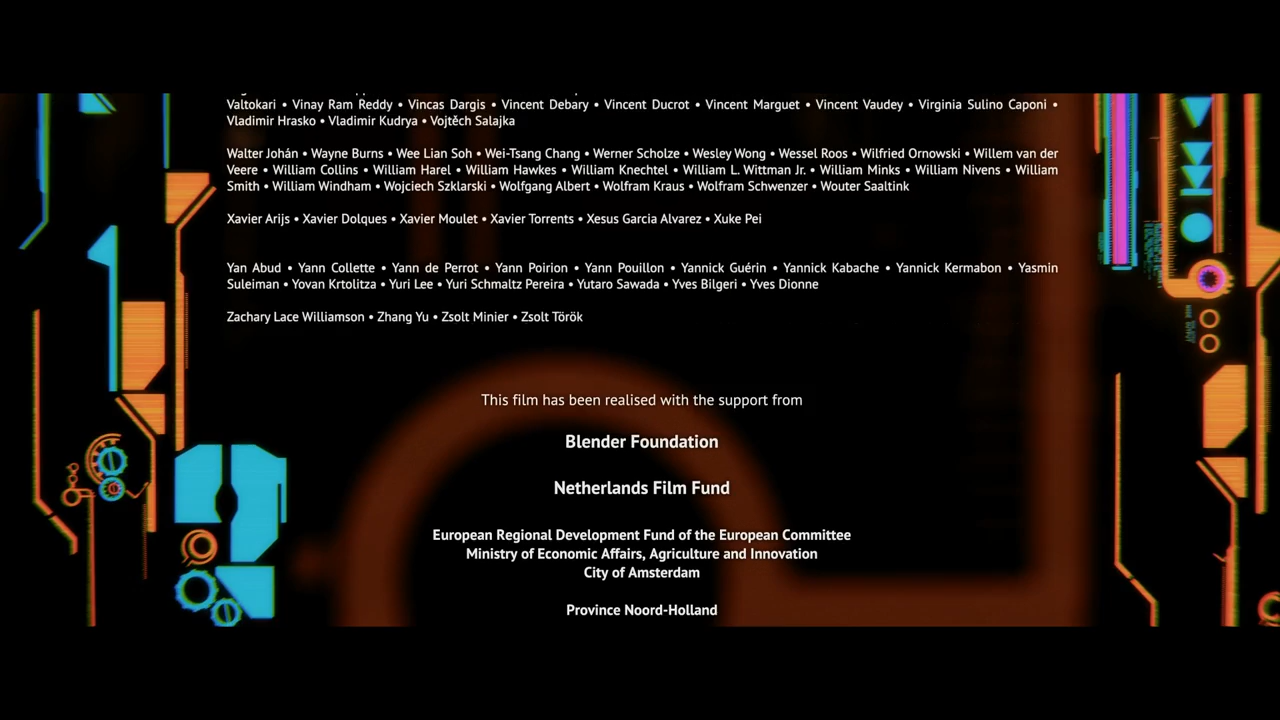 Valtokari • Vinay Ram Reddy • Vincas Dargis • Vincent Debary • Vincent Ducrot • Vincent Marguet • Vincent Vaudey • Virginia Sulino Caponi •
Vladimir Hrasko • Vladimir Kudrya • Vojtěch Salajka
Walter Johán • Wayne Burns • Wee Lian Soh • Wei-Tsang Chang • Werner Scholze • Wesley Wong • Wessel Roos • Wilfried Ornowski • Willem van der
Veere • William Collins • William Harel • William Hawkes • William Knechtel • William L. Wittman Jr. • William Minks • William Nivens • William
Smith • William Windham • Wojciech Szklarski • Wolfgang Albert • Wolfram Kraus • Wolfram Schwenzer • Wouter Saaltink
Xavier Arijs • Xavier Dolques • Xavier Moulet • Xavier Torrents • Xesus Garcia Alvarez • Xuke Pei
Yan Abud • Yann Collette • Yann de Perrot • Yann Poirion • Yann Pouillon • Yannick Guérin • Yannick Kabache • Yannick Kermabon • Yasmin
Suleiman • Yovan Krtolitza • Yuri Lee • Yuri Schmaltz Pereira • Yutaro Sawada • Yves Bilgeri • Yves Dionne
Zachary Lace Williamson • Zhang Yu • Zsolt Minier • Zsolt Török
This film has been realised with the support from
Blender Foundation
Netherlands Film Fund
European Regional Development Fund of the European Committee
Ministry of Economic Affairs, Agriculture and Innovation
City of Amsterdam
Province Noord-Holland